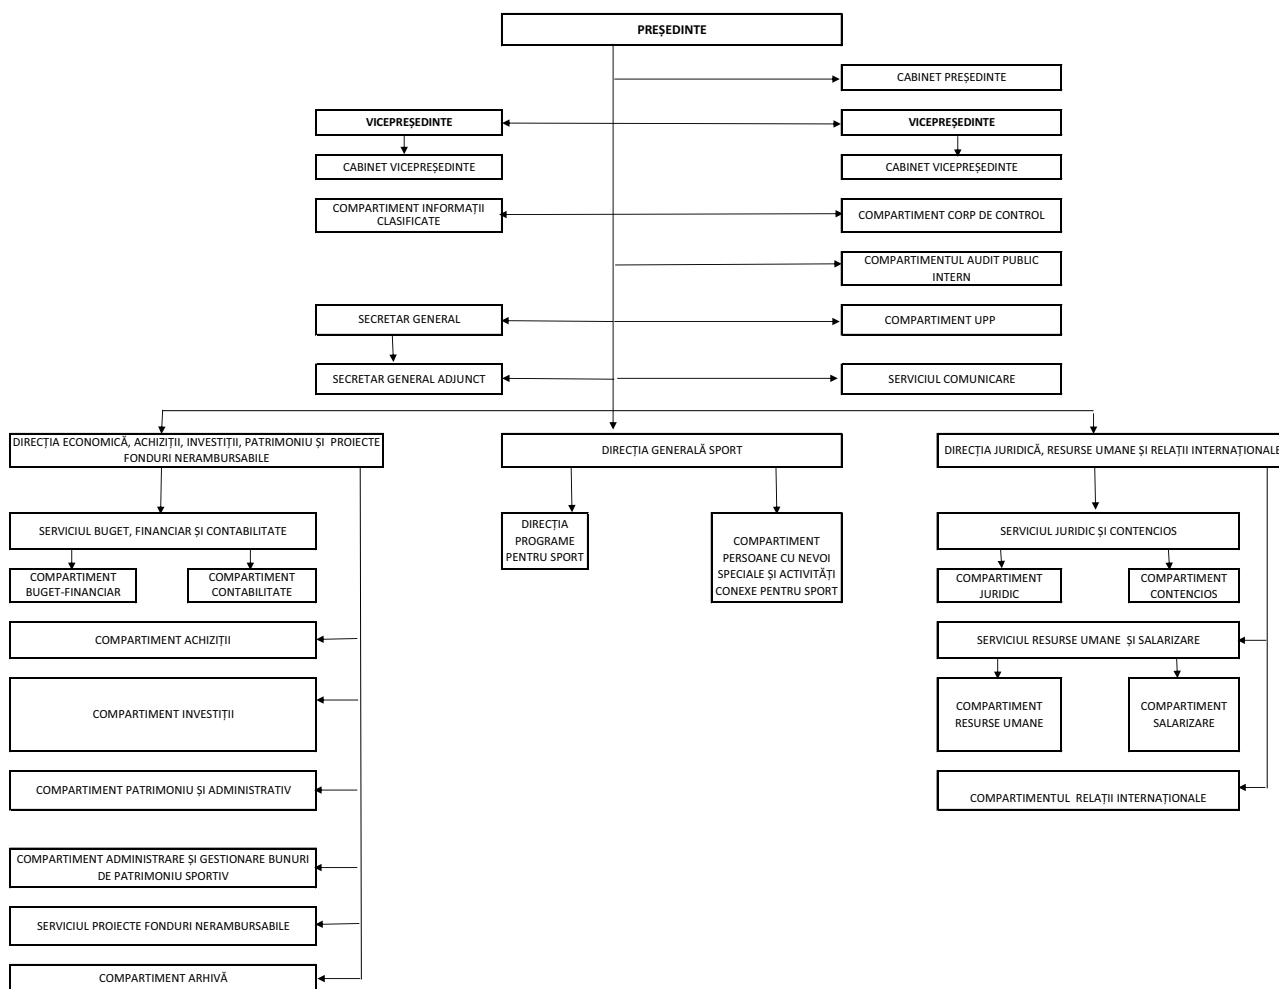 PREȘEDINTE
CABINET PREȘEDINTE
VICEPREȘEDINTE
VICEPREȘEDINTE
CABINET VICEPREȘEDINTE
CABINET VICEPREȘEDINTE
COMPARTIMENT INFORMAȚII
CLASIFICATE
COMPARTIMENT CORP DE CONTROL
COMPARTIMENTUL AUDIT PUBLIC
INTERN
SECRETAR GENERAL
COMPARTIMENT UPP
SECRETAR GENERAL ADJUNCT
SERVICIUL COMUNICARE
DIRECȚIA ECONOMICĂ, ACHIZIȚII, INVESTIȚII, PATRIMONIU ȘI PROIECTE
FONDURI NERAMBURSABILE
DIRECȚIA GENERALĂ SPORT
DIRECȚIA JURIDICĂ, RESURSE UMANE ȘI RELAȚII INTERNAȚIONALE
SERVICIUL BUGET, FINANCIAR ȘI CONTABILITATE
COMPARTIMENT
BUGET-FINANCIAR
COMPARTIMENT
CONTABILITATE
DIRECȚIA
PROGRAME
PENTRU SPORT
COMPARTIMENT
PERSOANE CU NEVOI
SPECIALE ȘI ACTIVITĂȚI
CONEXE PENTRU SPORT
SERVICIUL JURIDIC ȘI CONTENCIOS
COMPARTIMENT
JURIDIC
COMPARTIMENT
CONTENCIOS
COMPARTIMENT ACHIZIȚII
SERVICIUL RESURSE UMANE ȘI SALARIZARE
COMPARTIMENT INVESTIȚII
COMPARTIMENT
RESURSE UMANE
COMPARTIMENT
SALARIZARE
COMPARTIMENT PATRIMONIU ȘI ADMINISTRATIV
COMPARTIMENTUL RELAȚII INTERNAȚIONALE
COMPARTIMENT ADMINISTRARE ȘI GESTIONARE BUNURI
DE PATRIMONIU SPORTIV
SERVICIUL PROIECTE FONDURI NERAMBURSABILE
COMPARTIMENT ARHIVĂ